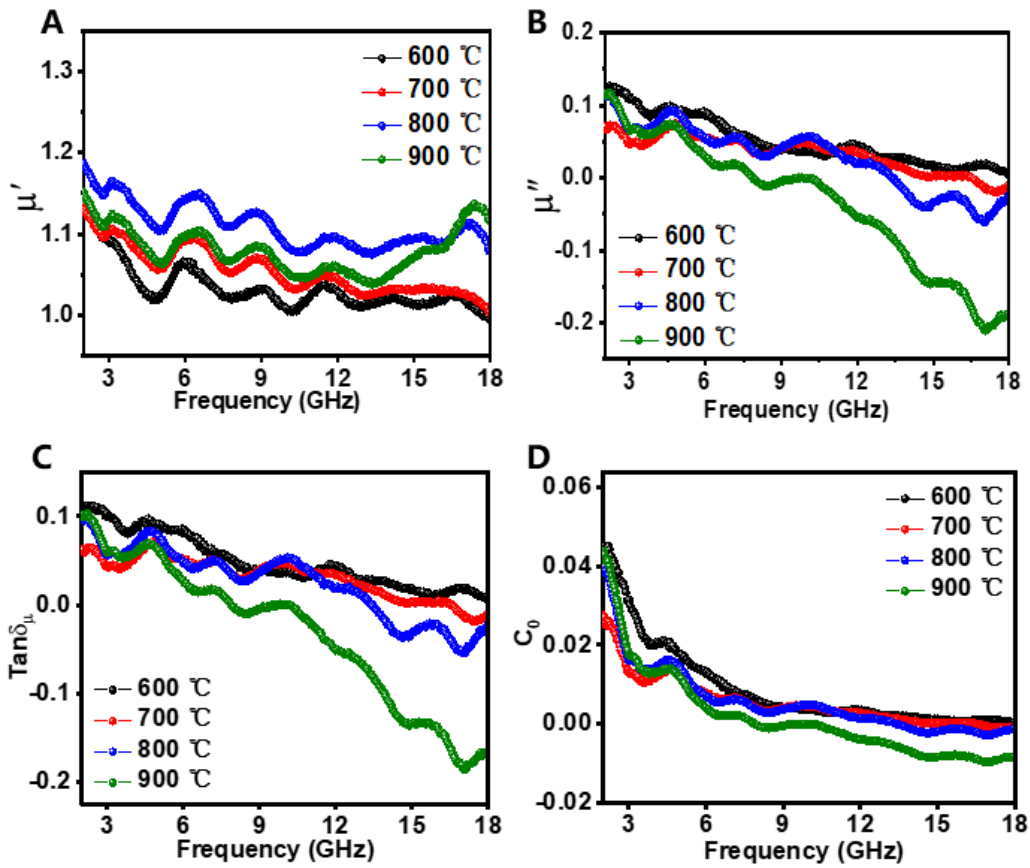 A
1.3
1.2
1.1
1.0
μ′
600 ℃
700 ℃
800 ℃
900 ℃
3 6 9 12 15 18
Frequency (GHz)
B
0.2
0.1
0.0
-0.1
-0.2
μ″
600 ℃
700 ℃
800 ℃
900 ℃
3 6 9 12 15 18
Frequency (GHz)
C
0.1
0.0
-0.1
-0.2
Tanδμ
600 ℃
700 ℃
800 ℃
900 ℃
3 6 9 12 15 18
Frequency (GHz)
D
0.06
0.04
0.02
0.00
-0.02
C0
600 ℃
700 ℃
800 ℃
900 ℃
3 6 9 12 15 18
Frequency (GHz)